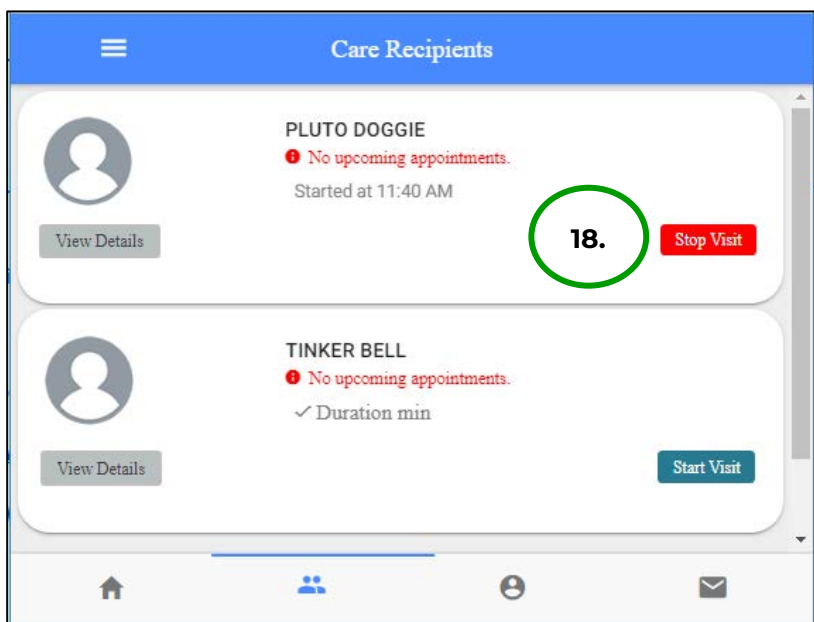 Care Recipients
PLUTO DOGGIE
No upcoming appointments.
Started at 11:40 AM
View Details
18.
Stop Visit
TINKER BELL
No upcoming appointments.
Duration min
View Details
Start Visit